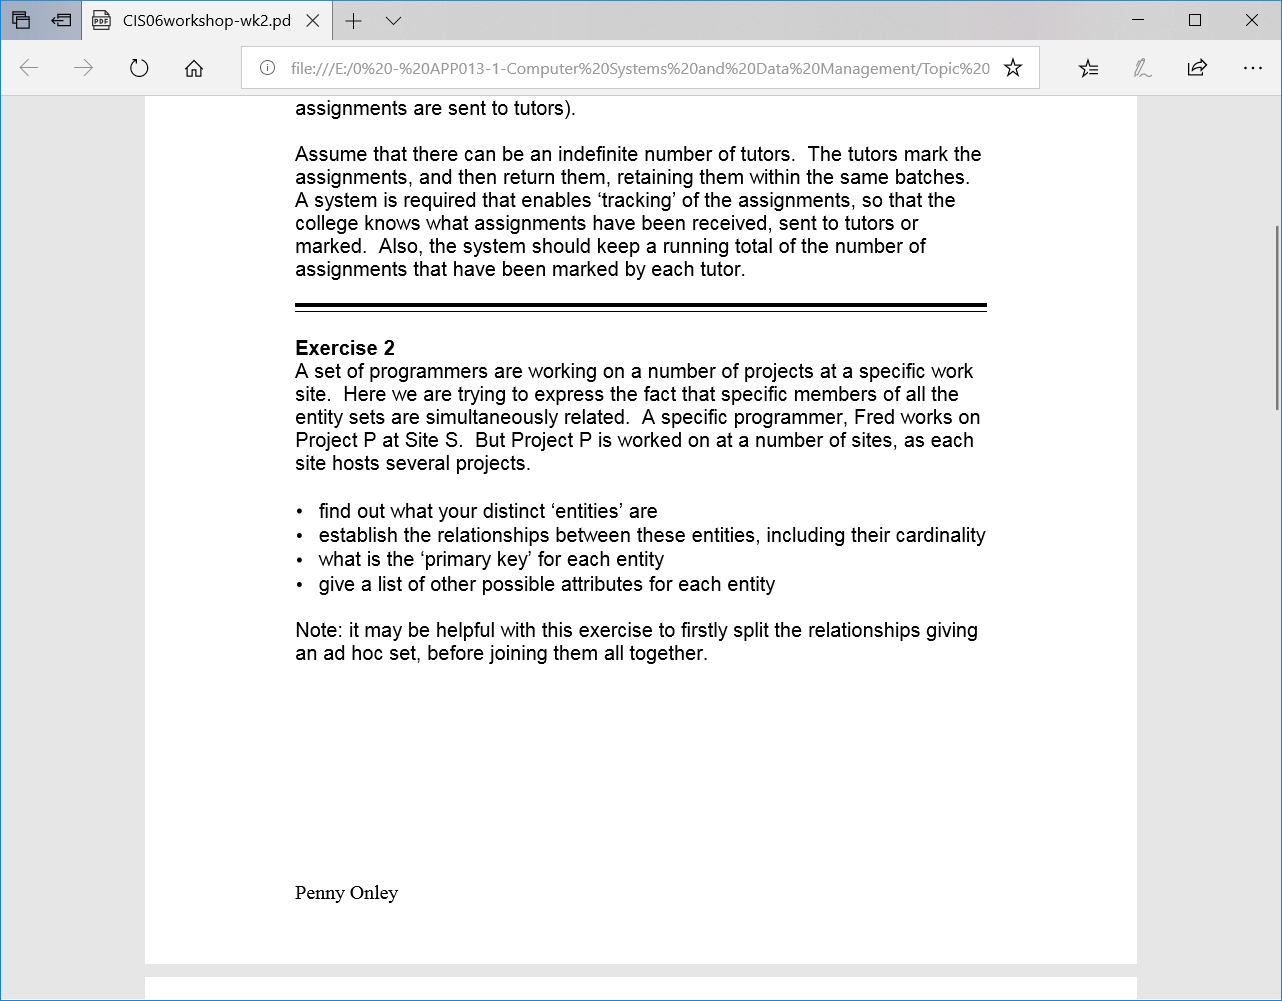 CIS06workshop-wk2.pd
file:///E:/0%20-%20APP013-1-Computer%20Systems%20and%20Data%20Management/Topic%20
assignments are sent to tutors).
Assume that there can be an indefinite number of tutors.  The tutors mark the
assignments, and then return them, retaining them within the same batches.
A system is required that enables ‘tracking’ of the assignments, so that the
college knows what assignments have been received, sent to tutors or
marked.  Also, the system should keep a running total of the number of
assignments that have been marked by each tutor.
Exercise 2
A set of programmers are working on a number of projects at a specific work
site.  Here we are trying to express the fact that specific members of all the
entity sets are simultaneously related.  A specific programmer, Fred works on
Project P at Site S.  But Project P is worked on at a number of sites, as each
site hosts several projects.
• find out what your distinct ‘entities’ are
• establish the relationships between these entities, including their cardinality
• what is the ‘primary key’ for each entity
• give a list of other possible attributes for each entity
Note: it may be helpful with this exercise to firstly split the relationships giving
an ad hoc set, before joining them all together.
Penny Onley